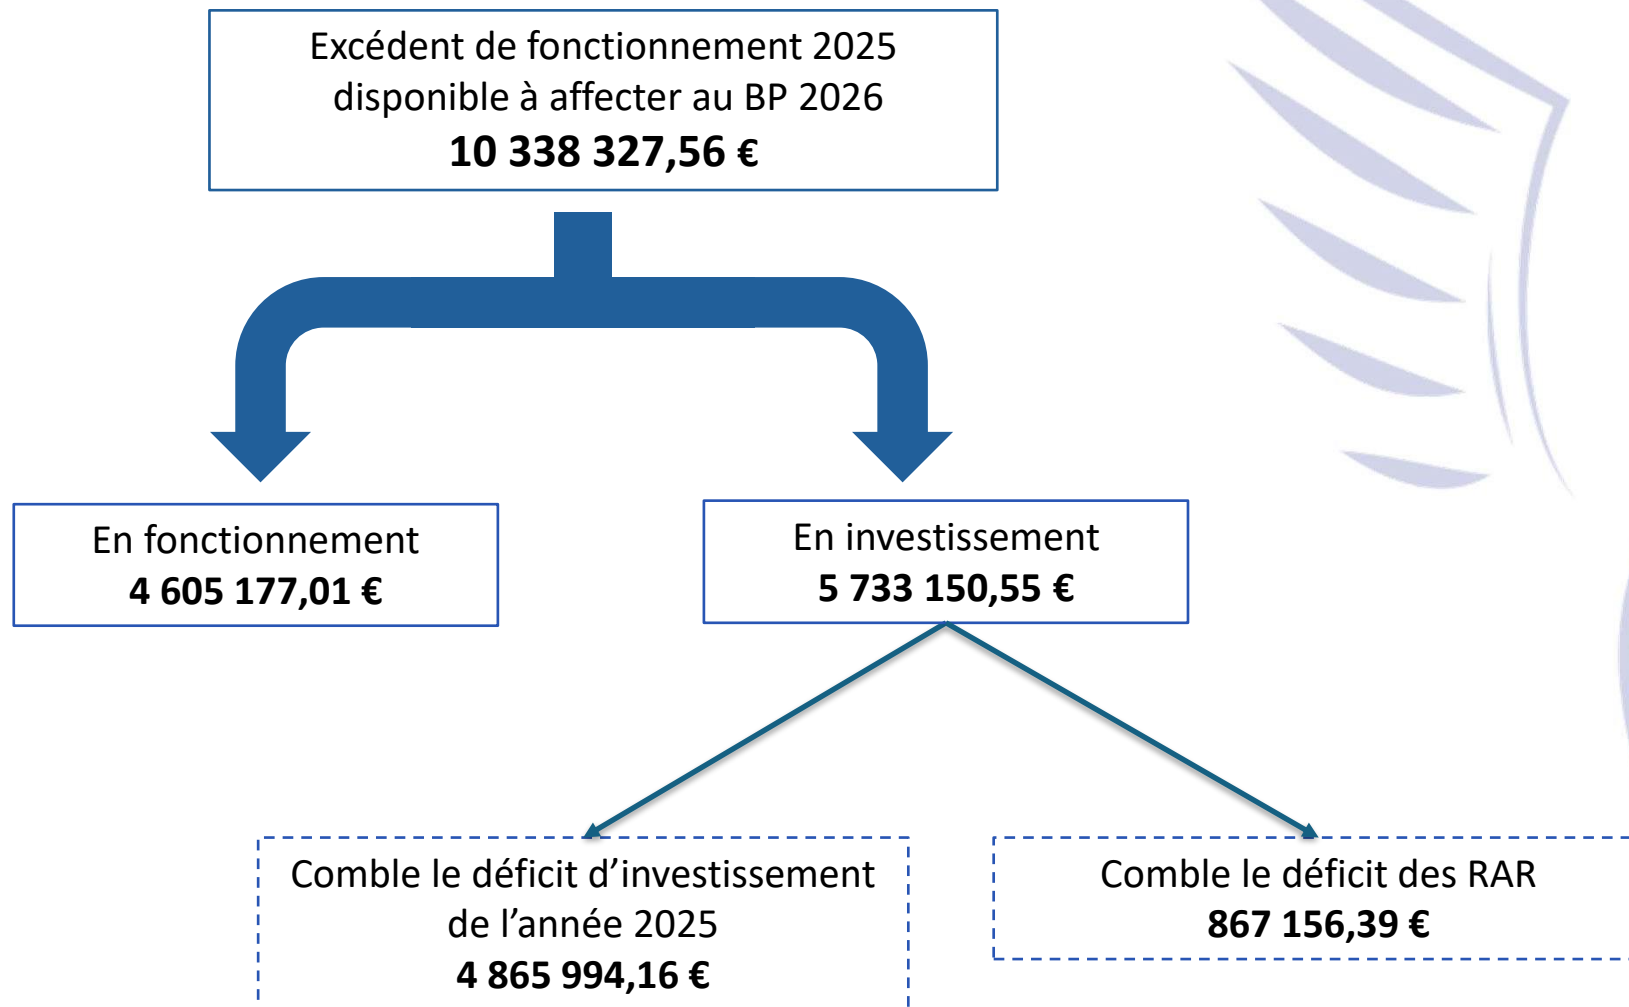 Excédent de fonctionnement 2025
disponible à affecter au BP 2026
10 338 327,56 €
En fonctionnement
4 605 177,01 €
En investissement
5 733 150,55 €
Comble le déficit d’investissement
de l’année 2025
4 865 994,16 €
Comble le déficit des RAR
867 156,39 €